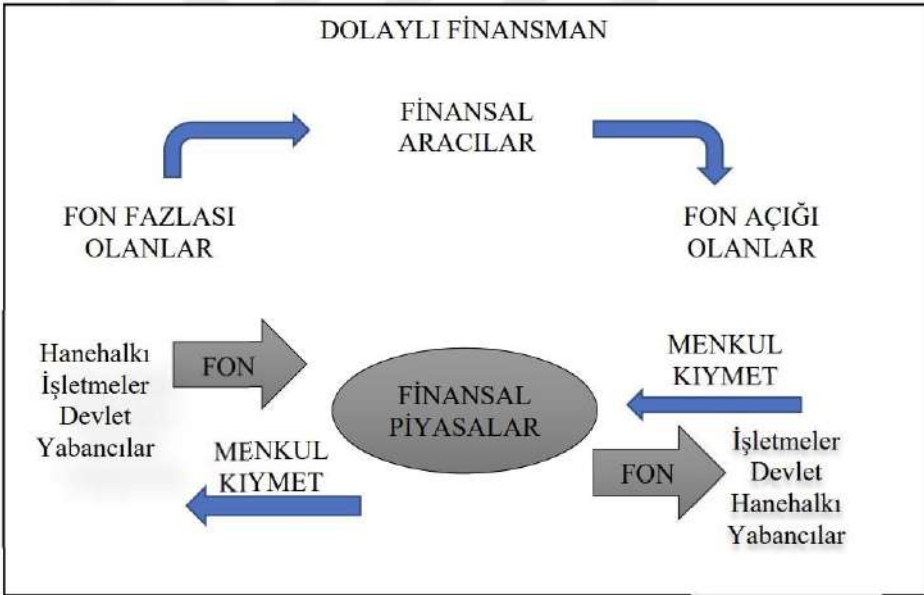 DOLAYLI FİNANSMAN
FİNANSAL
ARACILAR
FON FAZLASI
OLANLAR
FON AÇIĞI
OLANLAR
Hanehalkı
İşletmeler
Devlet
Yabancılar
FON
MENKUL
KIYMET
FİNANSAL
PİYASALAR
MENKUL
KIYMET
FON
İşletmeler
Devlet
Hanehalkı
Yabancılar